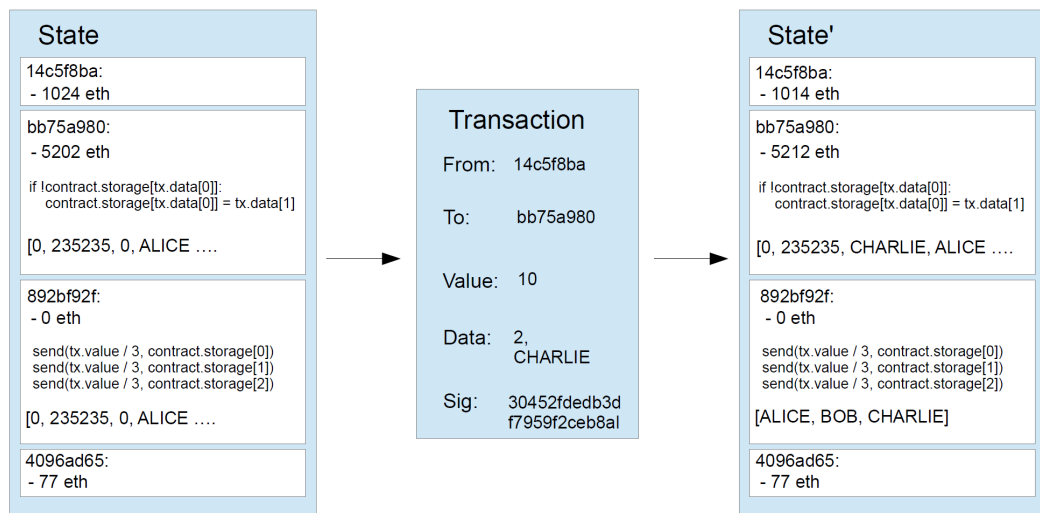 State
14c5f8ba:
- 1024 eth
bb75a980:
- 5202 eth
if !contract.storage[tx.data[0]]:
contract.storage[tx.data[0]] = tx.data[1]
[0, 235235, 0, ALICE ….
892bf92f:
- 0 eth
send(tx.value / 3, contract.storage[0])
send(tx.value / 3, contract.storage[1])
send(tx.value / 3, contract.storage[2])
[0, 235235, 0, ALICE ….
4096ad65:
- 77 eth
Transaction
From: 14c5f8ba
To: bb75a980
Value: 10
Data: 2,
CHARLIE
Sig: 30452fdedb3d
f7959f2ceb8al
State'
14c5f8ba:
- 1014 eth
bb75a980:
- 5212 eth
if !contract.storage[tx.data[0]]:
contract.storage[tx.data[0]] = tx.data[1]
[0, 235235, CHARLIE, ALICE ….
892bf92f:
- 0 eth
send(tx.value / 3, contract.storage[0])
send(tx.value / 3, contract.storage[1])
send(tx.value / 3, contract.storage[2])
[ALICE, BOB, CHARLIE]
4096ad65:
- 77 eth